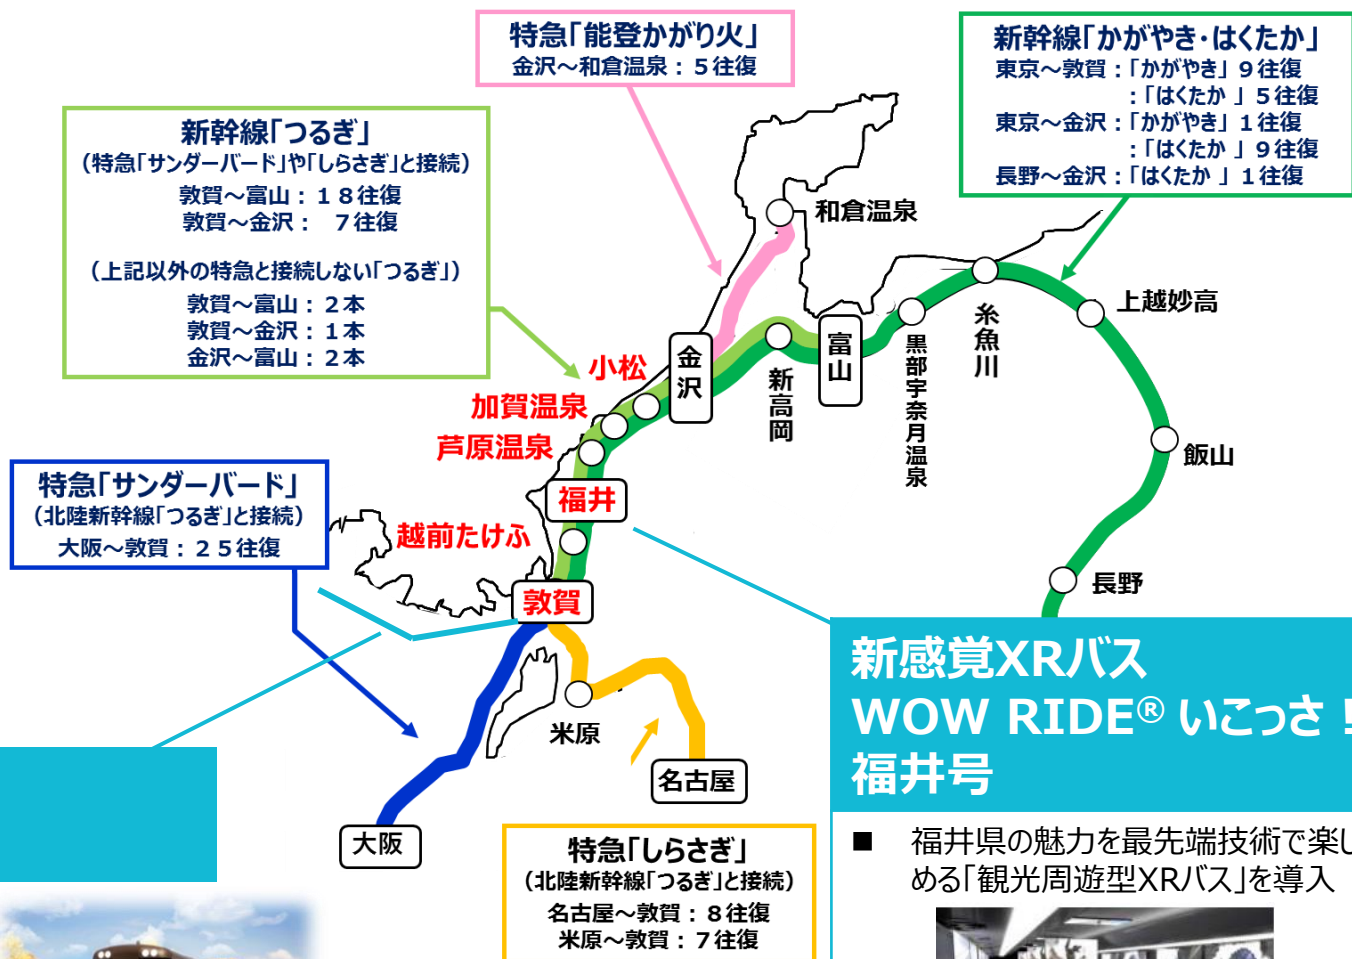 特急「能登かがり火」
金沢～和倉温泉：５往復
新幹線「かがやき・はくたか」
東京～敦賀：「かがやき」９往復
：「はくたか 」５往復
東京～金沢：「かがやき」１往復
：「はくたか 」９往復
長野～金沢：「はくたか 」１往復
新幹線「つるぎ」
（特急「サンダーバード」や「しらさぎ」と接続）
敦賀～富山：１８往復
敦賀～金沢：　７往復
（上記以外の特急と接続しない「つるぎ」）
敦賀～富山：２本
敦賀～金沢：１本
金沢～富山：２本
和倉温泉
上越妙高
糸魚川
黒部宇奈月温泉
富山
新高岡
金沢
小松
加賀温泉
芦原温泉
飯山
福井
越前たけふ
長野
敦賀
特急「サンダーバード」
（北陸新幹線「つるぎ」と接続）
大阪～敦賀：２５往復
米原
名古屋
大阪
特急「しらさぎ」
（北陸新幹線「つるぎ」と接続）
名古屋～敦賀：８往復
米原～敦賀：７往復
新感覚XRバス
WOW RIDE® いこっさ！
福井号
■ 福井県の魅力を最先端技術で楽し
める「観光周遊型XRバス」を導入